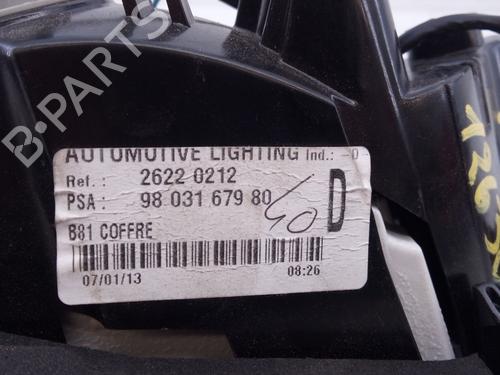 B-PARTS
AUTOMOTIVE LIGHTING Ind.: -0
Ref.: 2622 0212
PSA: 98 031 679 80
40
D
B81 COFFRE
07/01/13 08:26